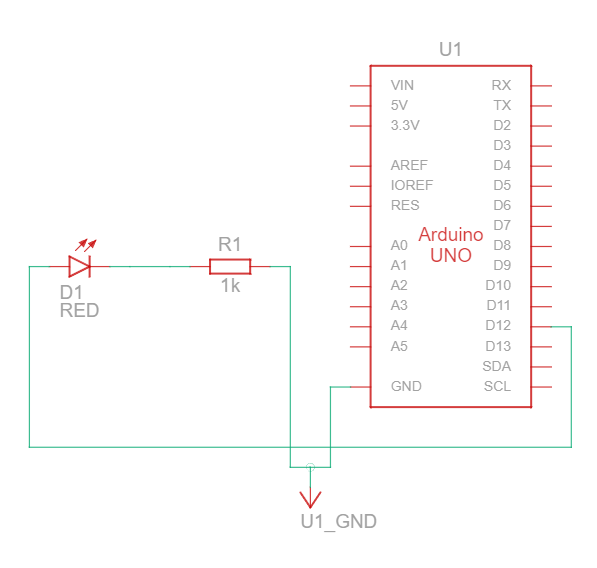 U1
VIN RX
5V TX
3.3V D2
D3
AREF D4
IOREF D5
RES D6
D7
Arduino
UNO
A0 D8
A1 D9
A2 D10
A3 D11
A4 D12
A5 D13
SDA
GND SCL
R1
1k
D1
RED
U1_GND